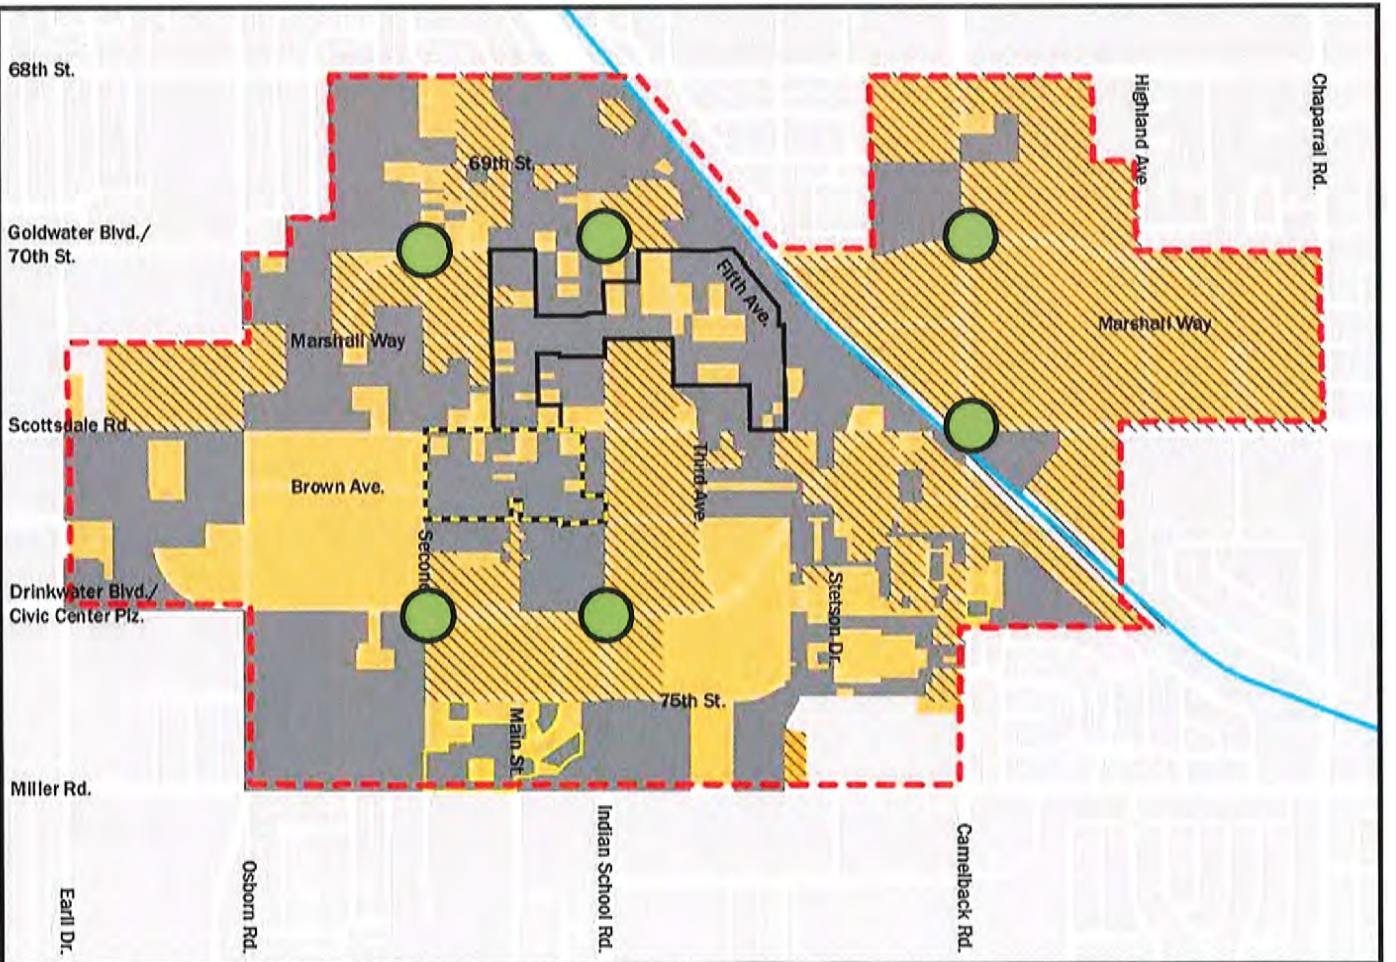 68th St.
Highland Ave.
Chaparral Rd.
69th St.
Goldwater Blvd./
70th St.
Fifth Ave.
Marshall Way
Marshall Way
Scottsdale Rd.
Third Ave.
Brown Ave.
Second
Drinkwater Blvd./
Civic Center Plz.
Stetson Dr.
75th St.
Main St.
Miller Rd.
Indian School Rd.
Camelback Rd.
Osborn Rd.
Earll Dr.